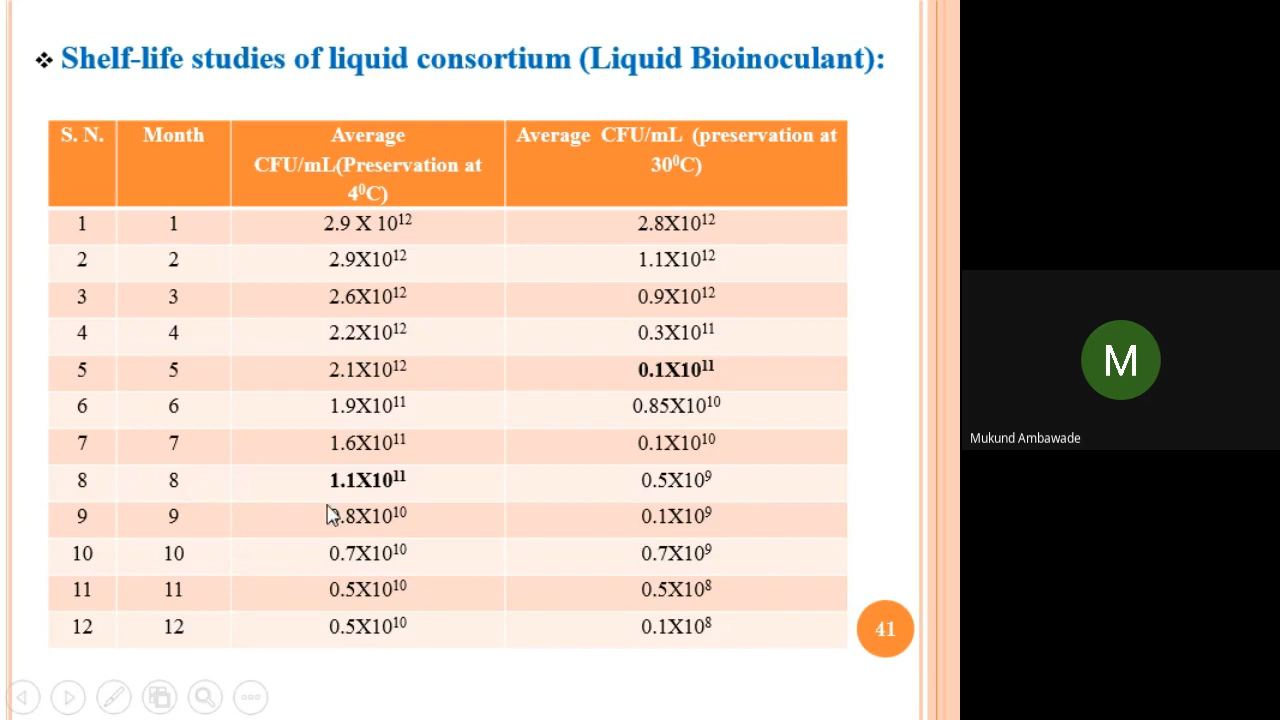 ❖ Shelf-life studies of liquid consortium (Liquid Bioinoculant):
S. N. Month Average CFU/mL(Preservation at 4⁰C) Average CFU/mL (preservation at 30⁰C)
1 1 2.9 X 10¹² 2.8X10¹²
2 2 2.9X10¹² 1.1X10¹²
3 3 2.6X10¹² 0.9X10¹²
4 4 2.2X10¹² 0.3X10¹¹
5 5 2.1X10¹² 0.1X10¹¹
6 6 1.9X10¹¹ 0.85X10¹⁰
7 7 1.6X10¹¹ 0.1X10¹⁰
8 8 1.1X10¹¹ 0.5X10⁹
9 9 .8X10¹⁰ 0.1X10⁹
10 10 0.7X10¹⁰ 0.7X10⁹
11 11 0.5X10¹⁰ 0.5X10⁸
12 12 0.5X10¹⁰ 0.1X10⁸
41
M
Mukund Ambawade